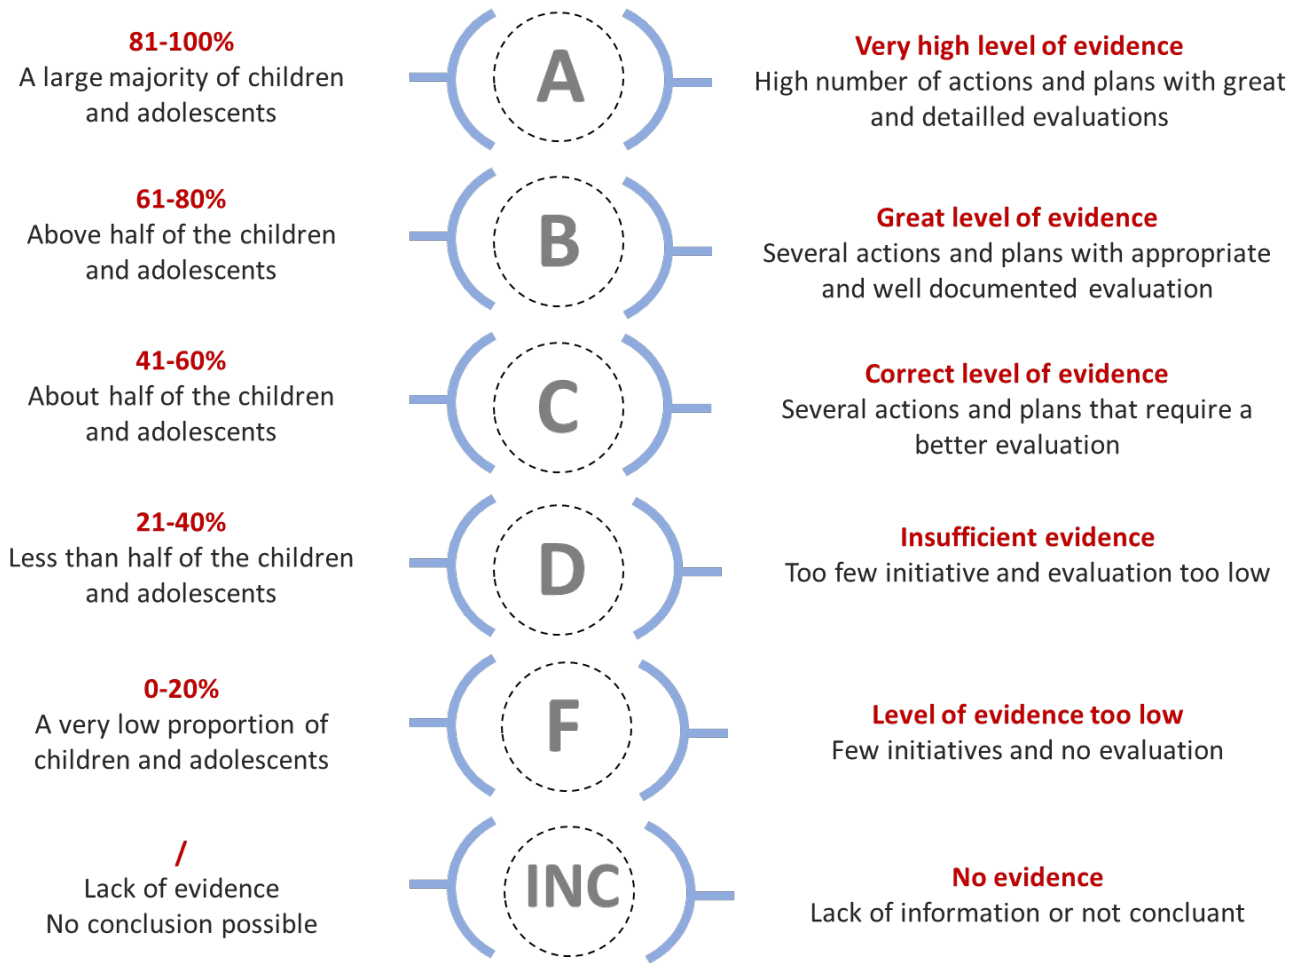 81-100%
A large majority of children
and adolescents
A
Very high level of evidence
High number of actions and plans with great
and detailled evaluations
61-80%
Above half of the children
and adolescents
B
Great level of evidence
Several actions and plans with appropriate
and well documented evaluation
41-60%
About half of the children
and adolescents
C
Correct level of evidence
Several actions and plans that require a
better evaluation
21-40%
Less than half of the children
and adolescents
D
Insufficient evidence
Too few initiative and evaluation too low
0-20%
A very low proportion of
children and adolescents
F
Level of evidence too low
Few initiatives and no evaluation
/
Lack of evidence
No conclusion possible
INC
No evidence
Lack of information or not concluant